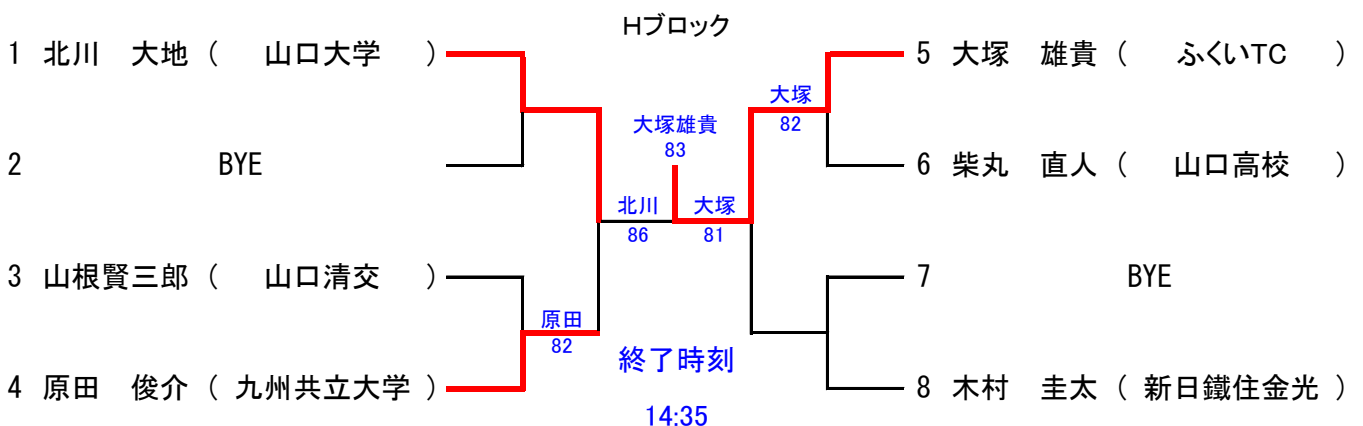 Hブロック
1 北川 大地 ( 山口大学 )
5 大塚 雄貴 ( ふくいTC )
大塚
82
大塚雄貴
83
2 BYE
6 柴丸 直人 ( 山口高校 )
北川
86
大塚
81
3 山根賢三郎 ( 山口清交 )
7 BYE
原田
82
終了時刻
4 原田 俊介 ( 九州共立大学 )
8 木村 圭太 ( 新日鐵住金光 )
14:35